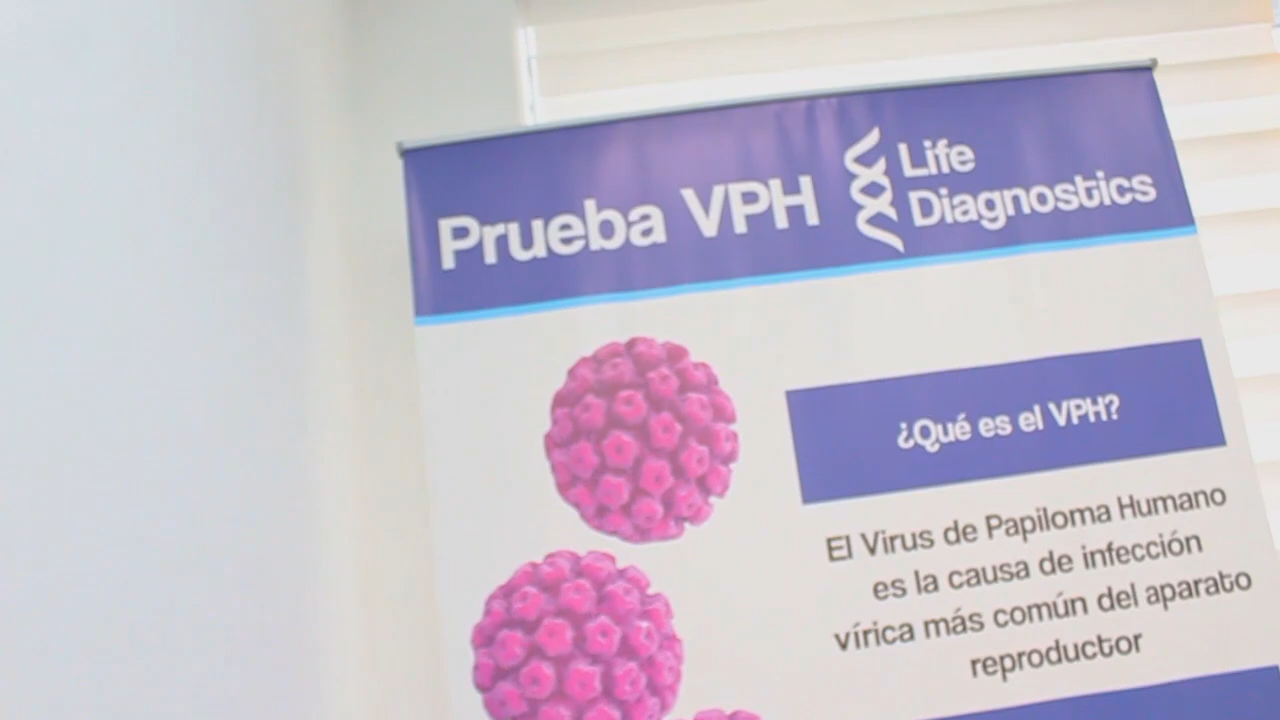 Prueba VPH
Life
Diagnostics
¿Qué es el VPH?
El Virus de Papiloma Humano
es la causa de infección
vírica más común del aparato
reproductor